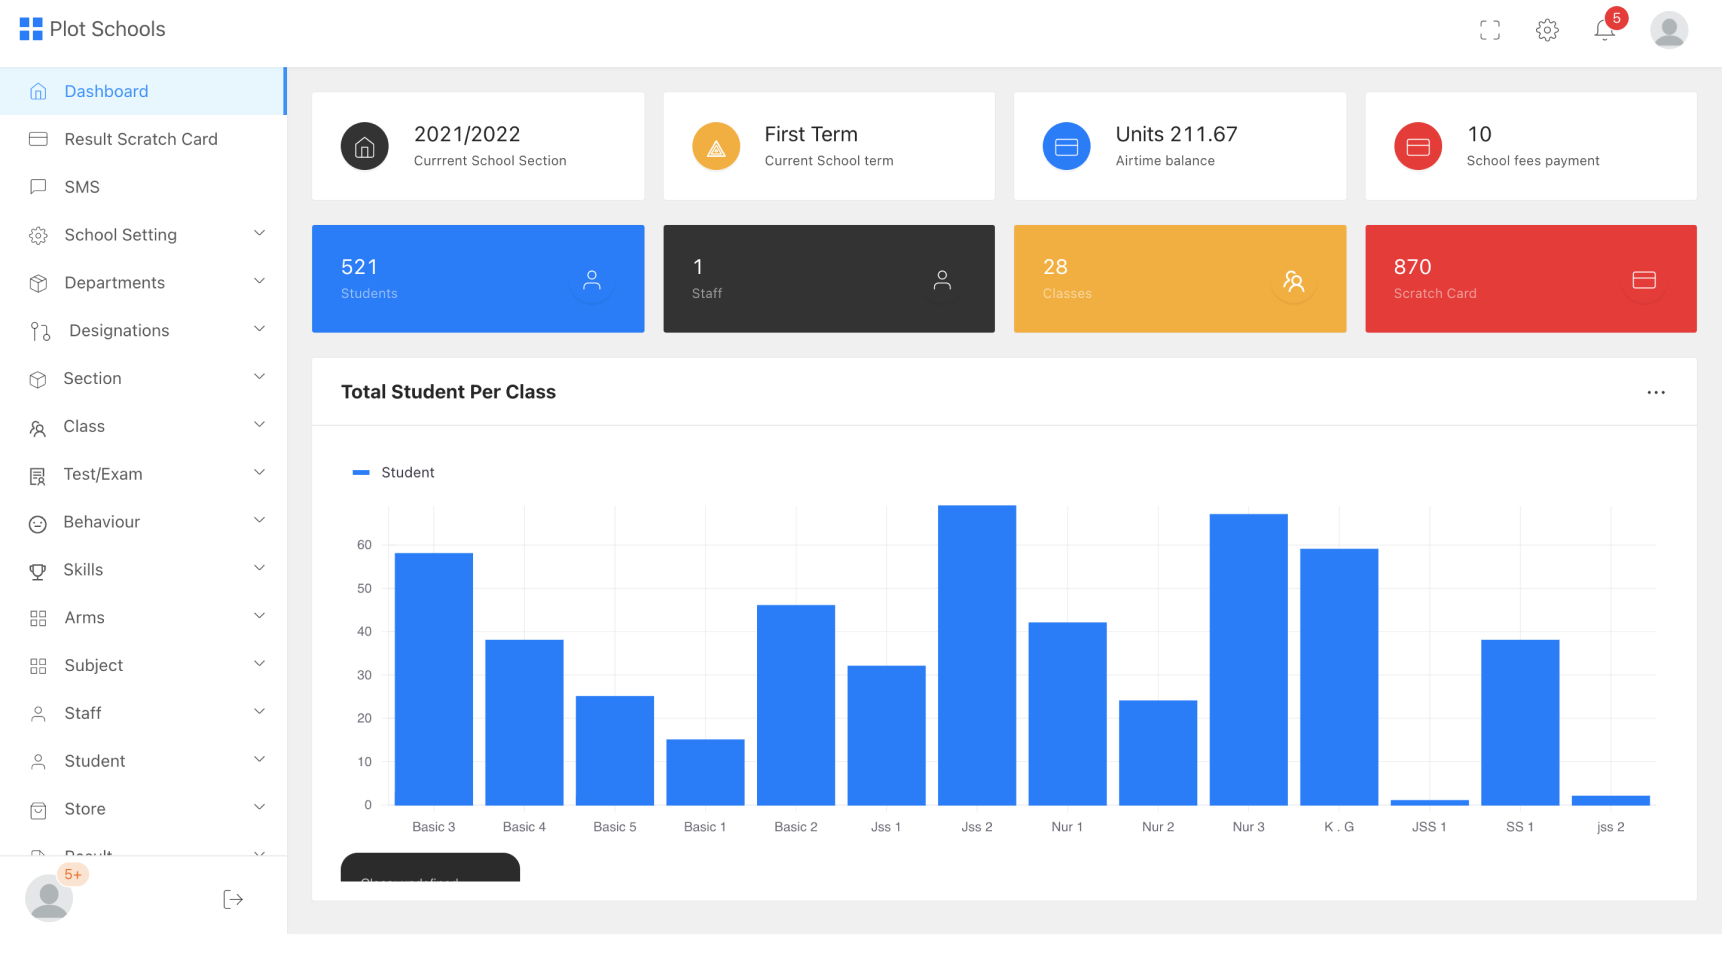 Plot Schools
5
Dashboard
Result Scratch Card
SMS
School Setting
Departments
Designations
Section
Class
Test/Exam
Behaviour
Skills
Arms
Subject
Staff
Student
Store
Result
5+
2021/2022
Currrent School Section
First Term
Current School term
Units 211.67
Airtime balance
10
School fees payment
521
Students
1
Staff
28
Classes
870
Scratch Card
Total Student Per Class
Student
60
50
40
30
20
10
0
Basic 3 Basic 4 Basic 5 Basic 1 Basic 2 Jss 1 Jss 2 Nur 1 Nur 2 Nur 3 K . G JSS 1 SS 1 jss 2